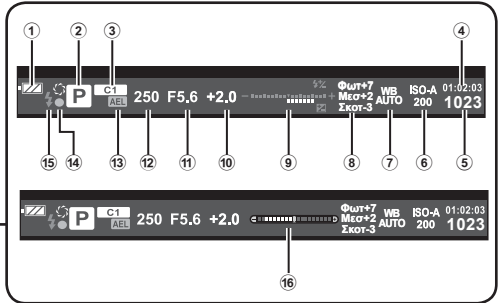 1 2 3 4
P C1 AEL 250 F5.6 +2.0 − + Φωτ+7 Μεσ+2 Σκοτ-3 WB AUTO ISO-A 200 01:02:03 1023
15 14 13 12 11 10 9 8 7 6 5
P C1 AEL 250 F5.6 +2.0 Φωτ+7 Μεσ+2 Σκοτ-3 WB AUTO ISO-A 200 01:02:03 1023
16